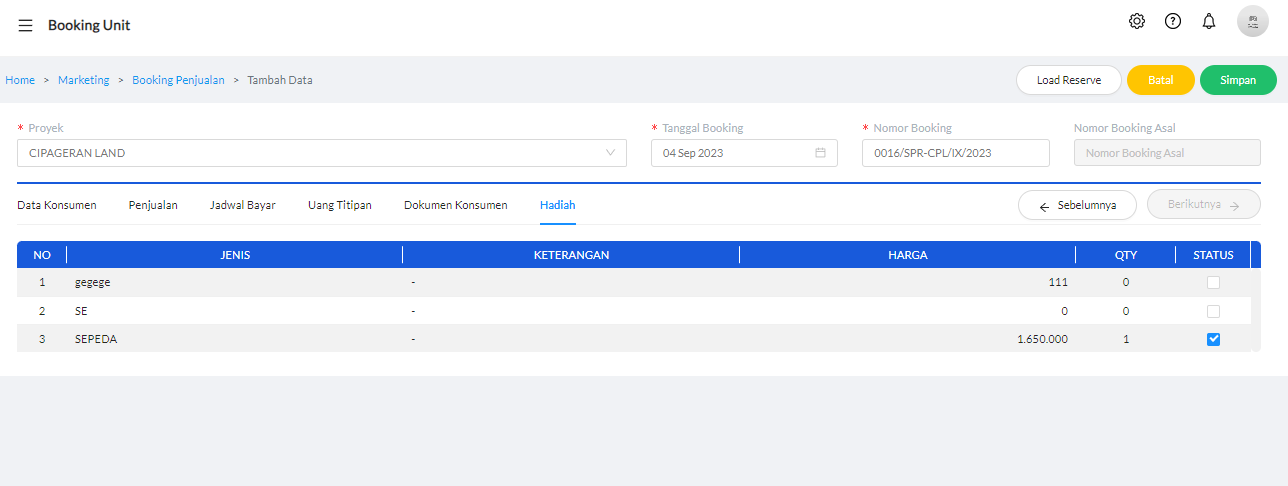 Booking Unit
Home > Marketing > Booking Penjualan > Tambah Data
Load Reserve Batal Simpan
* Proyek * Tanggal Booking * Nomor Booking Nomor Booking Asal
CIPAGERAN LAND 04 Sep 2023 0016/SPR-CPL/IX/2023 Nomor Booking Asal
Data Konsumen Penjualan Jadwal Bayar Uang Titipan Dokumen Konsumen Hadiah ← Sebelumnya Berikutnya →
NO JENIS KETERANGAN HARGA QTY STATUS
1 gegege - 111 0
2 SE - 0 0
3 SEPEDA - 1.650.000 1